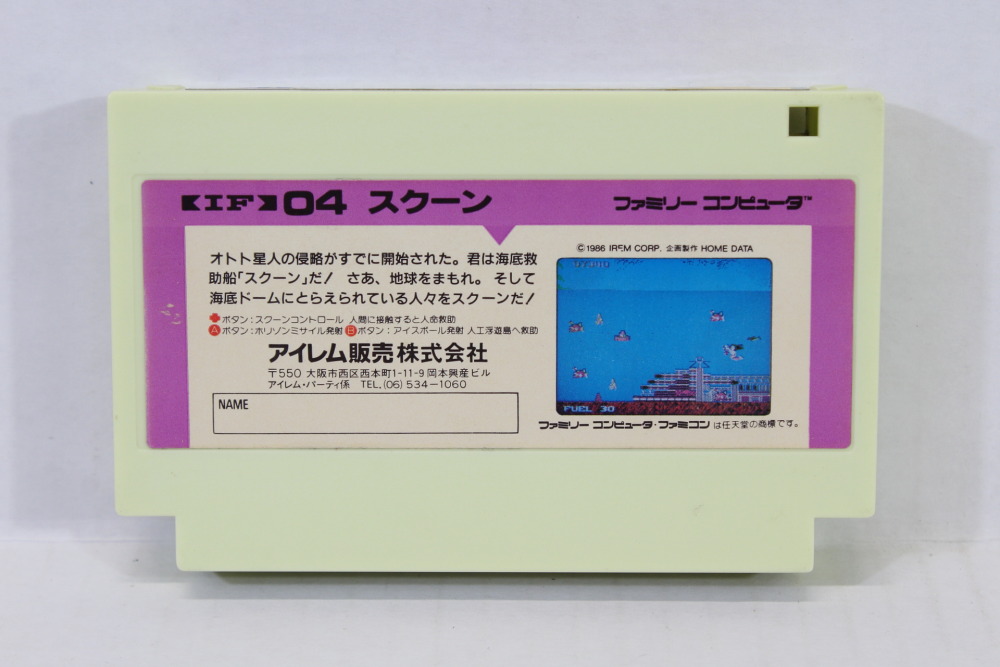 IF 04 スクーン
ファミリー コンピュータ™
オトト星人の侵略がすでに開始された。君は海底救
助船「スクーン」だ! さあ、地球をまもれ。そして
海底ドームにとらえられている人々をスクーンだ!
ボタン:スクーンコントロール 人間に接触すると人命救助
Aボタン:ホリゾンミサイル発射 Bボタン:アイスボール発射 人工浮遊島へ救助
アイレム販売株式会社
〒550 大阪市西区西本町1-11-9 岡本興産ビル
アイレム・パーティ係 TEL.(06)534-1060
NAME
©1986 IREM CORP. 企画製作 HOME DATA
FUEL 30
ファミリー コンピュータ・ファミコン は任天堂の商標です。